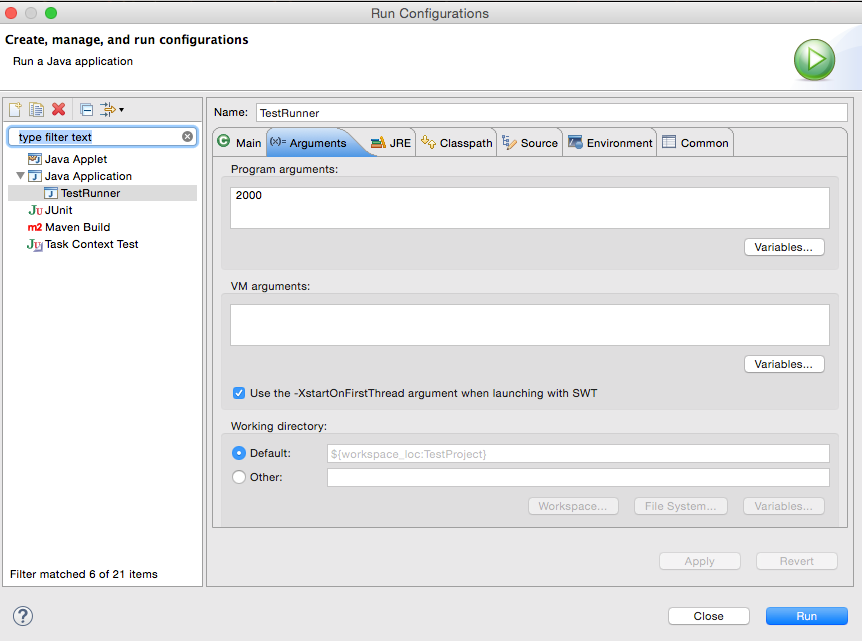 Run Configurations
Create, manage, and run configurations
Run a Java application
type filter text
Java Applet
Java Application
TestRunner
JUnit
Maven Build
Task Context Test
Filter matched 6 of 21 items
Name: TestRunner
Main (x)= Arguments JRE Classpath Source Environment Common
Program arguments:
2000
Variables...
VM arguments:
Variables...
Use the -XstartOnFirstThread argument when launching with SWT
Working directory:
Default: ${workspace_loc:TestProject}
Other:
Workspace... File System... Variables...
Apply Revert
? Close Run